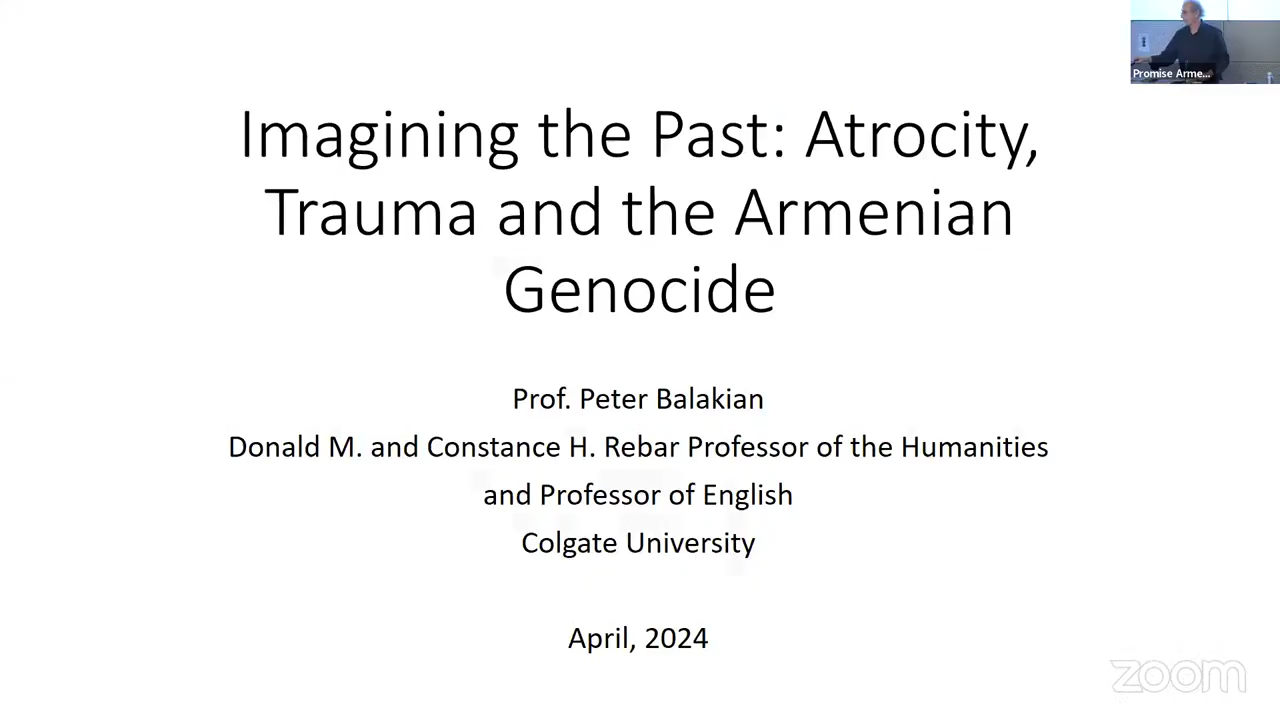 Promise Arme...
Imagining the Past: Atrocity,
Trauma and the Armenian
Genocide
Prof. Peter Balakian
Donald M. and Constance H. Rebar Professor of the Humanities
and Professor of English
Colgate University
April, 2024
zoom